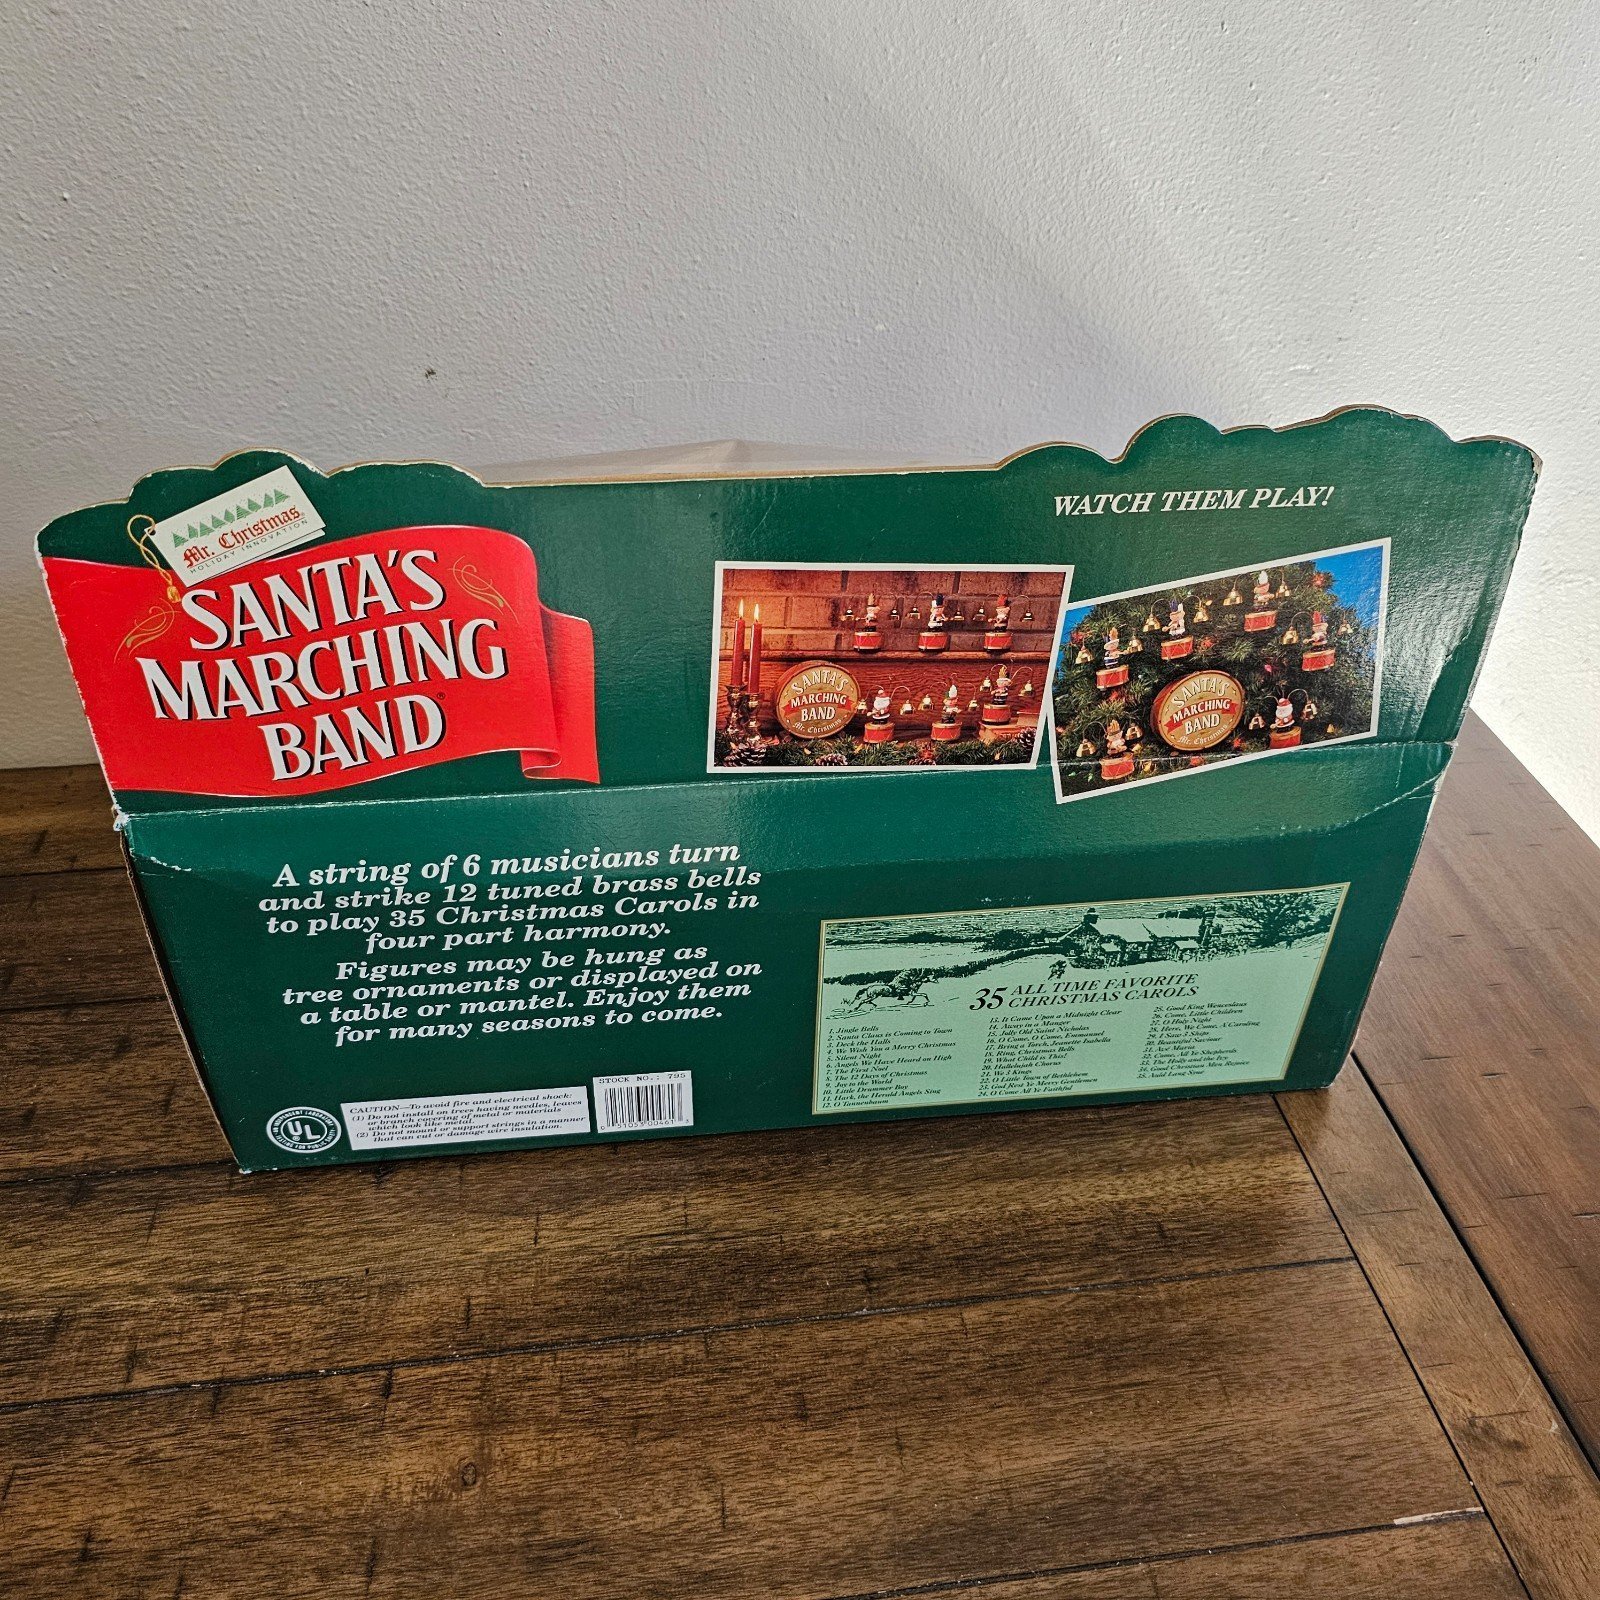 Mr. Christmas
HOLIDAY INNOVATION
SANTA'S
MARCHING
BAND®
WATCH THEM PLAY!
SANTA'S
MARCHING
BAND
Mr. Christmas
SANTA'S
MARCHING
BAND
Mr. Christmas
A string of 6 musicians turn
and strike 12 tuned brass bells
to play 35 Christmas Carols in
four part harmony.
Figures may be hung as
tree ornaments or displayed on
a table or mantel. Enjoy them
for many seasons to come.
UL
®
CAUTION—To avoid fire and electrical shock:
(1) Do not install on trees having needles, leaves
or branch covering of metal or materials
which look like metal.
(2) Do not mount or support strings in a manner
that can cut or damage wire insulation.
STOCK NO.: 795
0 51053 00461 3
35 ALL TIME FAVORITE
CHRISTMAS CAROLS
1. Jingle Bells
2. Santa Claus is Coming to Town
3. Deck the Halls
4. We Wish You a Merry Christmas
5. Silent Night
6. Angels We Have Heard on High
7. The First Noel
8. The 12 Days of Christmas
9. Joy to the World
10. Little Drummer Boy
11. Hark, the Herald Angels Sing
12. O Tannenbaum
13. It Came Upon a Midnight Clear
14. Away in a Manger
15. Jolly Old Saint Nicholas
16. O Come, O Come, Emmanuel
17. Bring a Torch, Jeanette Isabella
18. Ring, Christmas Bells
19. What Child is This?
20. Hallelujah Chorus
21. We 3 Kings
22. O Little Town of Bethlehem
23. God Rest Ye Merry Gentlemen
24. O Come All Ye Faithful
25. Good King Wenceslaus
26. Come, Little Children
27. O Holy Night
28. Here, We Come, A'Caroling
29. I Saw 3 Ships
30. Beautiful Saviour
31. Ave Maria
32. Come, All Ye Shepherds
33. The Holly and the Ivy
34. Good Christian Men Rejoice
35. Auld Lang Syne